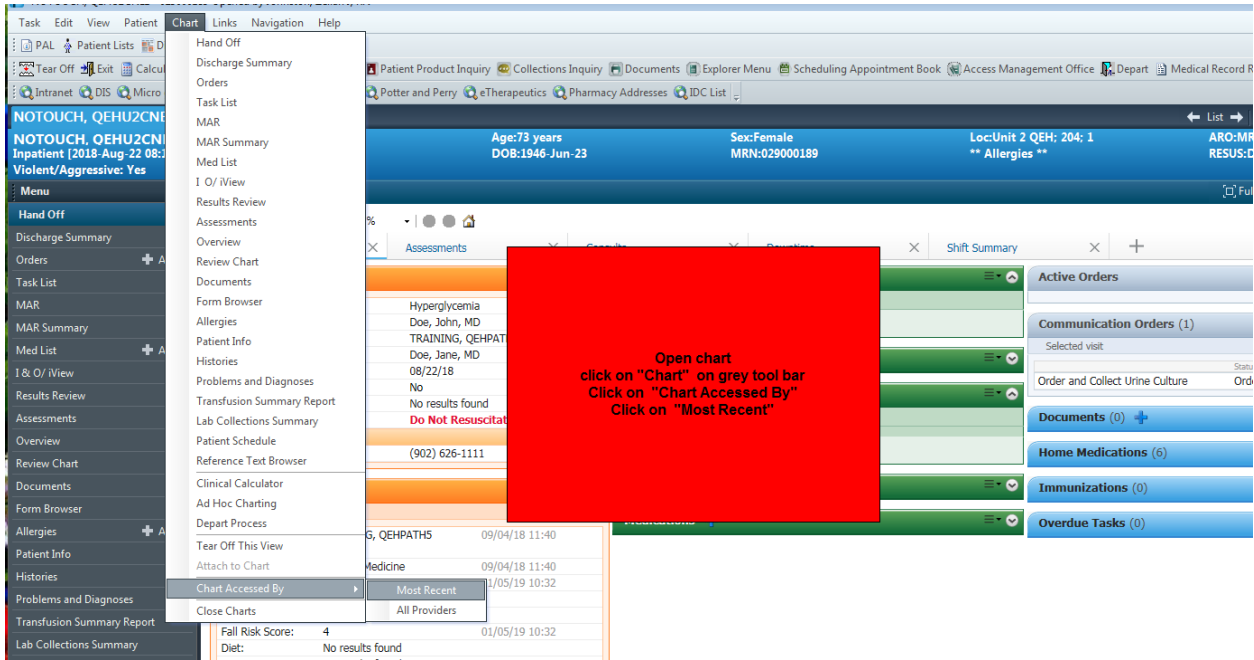 Task Edit View Patient Chart Links Navigation Help
PAL Patient Lists
Tear Off Exit Patient Product Inquiry Collections Inquiry Documents Explorer Menu Scheduling Appointment Book Access Management Office Depart Medical Record
Intranet DIS Micro Potter and Perry eTherapeutics Pharmacy Addresses IDC List
NOTOUCH, List
NOTOUCH, Age:73 years Sex:Female Loc:Unit 2 QEH; 204; 1
Inpatient [2018-Aug-22 DOB:1946-Jun-23 MRN:029000189 ** Allergies **
Violent/Aggressive: Yes
Menu
Hand Off
Discharge Summary
Orders
Task List
MAR
MAR Summary
Med List
I & O/ iView
Results Review
Assessments
Overview
Review Chart
Documents
Form Browser
Allergies
Patient Info
Histories
Problems and Diagnoses
Transfusion Summary Report
Lab Collections Summary
Hand Off
Discharge Summary
Orders
Task List
MAR
MAR Summary
Med List
I O/ iView
Results Review
Assessments
Overview
Review Chart
Documents
Form Browser
Allergies
Patient Info
Histories
Problems and Diagnoses
Transfusion Summary Report
Lab Collections Summary
Patient Schedule
Reference Text Browser
Clinical Calculator
Ad Hoc Charting
Depart Process
Tear Off This View
Attach to Chart
Chart Accessed By
Close Charts
Most Recent
All Providers
%
Assessments Shift Summary
Hyperglycemia
Doe, John, MD
TRAINING,
Doe, Jane, MD
08/22/18
No
No results found
Do Not
(902) 626-1111
QEHPATH5 09/04/18 11:40
Medicine 09/04/18 11:40
1/05/19 10:32
Fall Risk Score: 4 01/05/19 10:32
Diet: No results found
Open chart
click on "Chart" on grey tool bar
Click on "Chart Accessed By"
Click on "Most Recent"
Active Orders
Communication Orders (1)
Selected visit
Order and Collect Urine Culture
Documents (0)
Home Medications (6)
Immunizations (0)
Overdue Tasks (0)